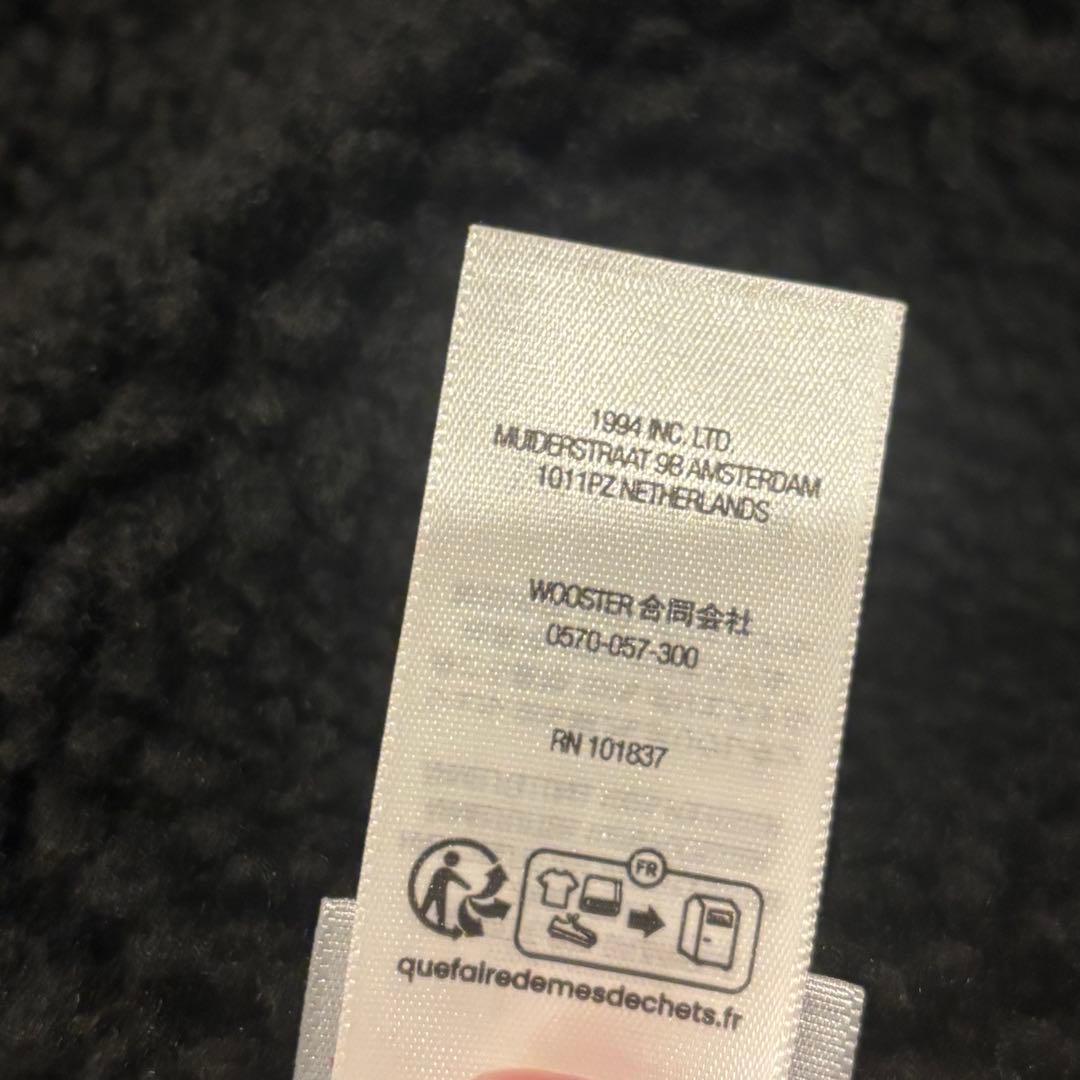 1994 INC. LTD.
MUIDERSTRAAT 9B AMSTERDAM
1011PZ NETHERLANDS
WOOSTER 合同会社
0570-057-300
RN 101837
FR
quefairedemesdechets.fr